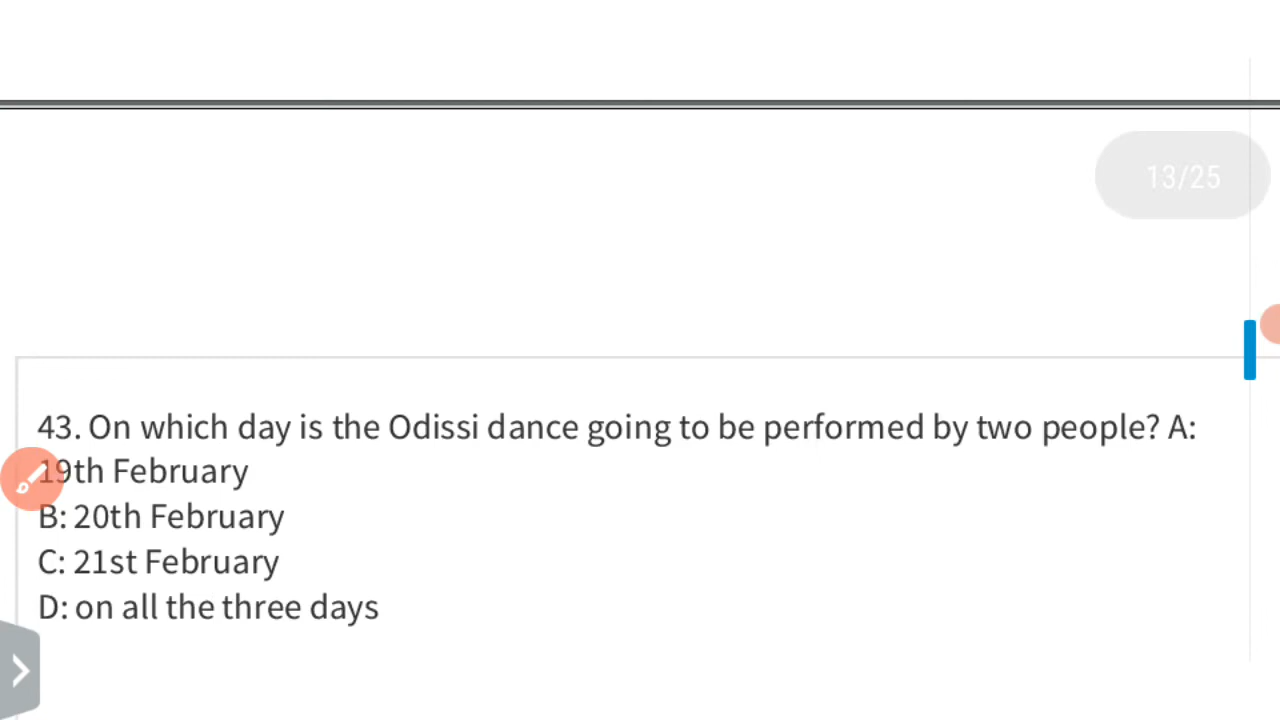 13/25
43. On which day is the Odissi dance going to be performed by two people? A:
19th February
B: 20th February
C: 21st February
D: on all the three days